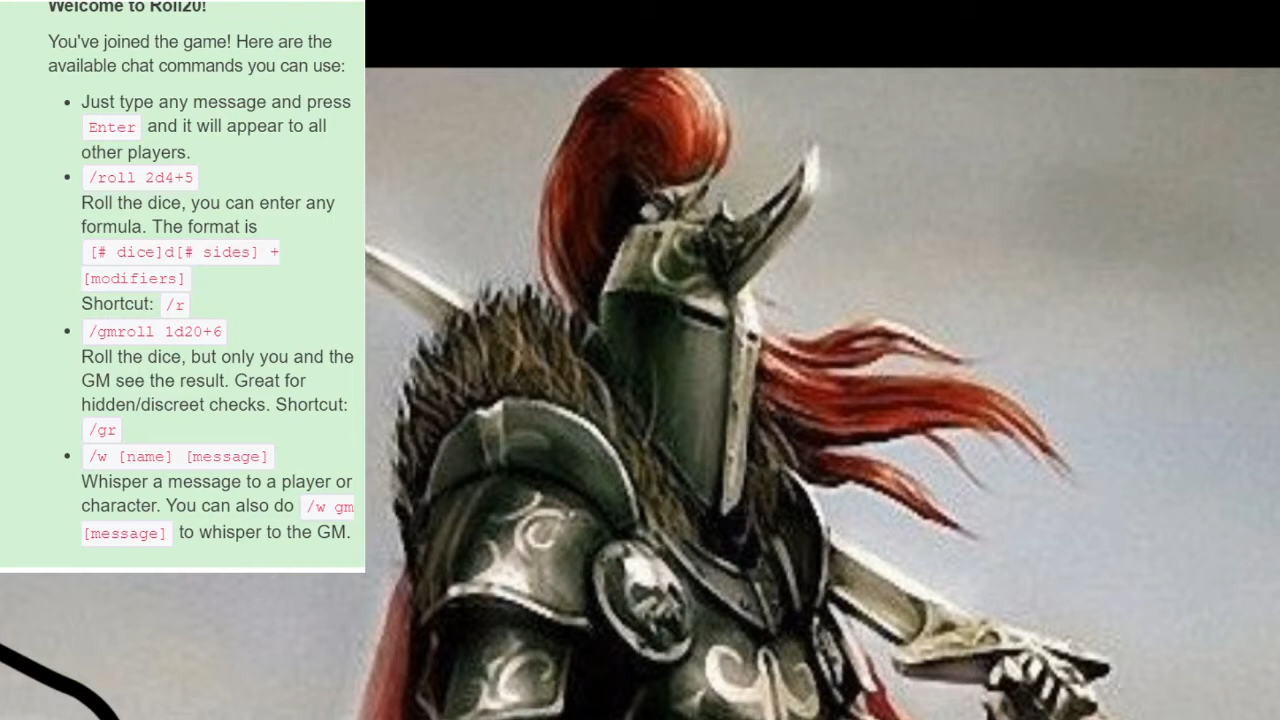 Welcome to Roll20!
You've joined the game! Here are the
available chat commands you can use:
Just type any message and press
Enter and it will appear to all
other players.
/roll 2d4+5
Roll the dice, you can enter any
formula. The format is
[# dice]d[# sides] +
[modifiers]
Shortcut: /r
/gmroll 1d20+6
Roll the dice, but only you and the
GM see the result. Great for
hidden/discreet checks. Shortcut:
/gr
/w [name] [message]
Whisper a message to a player or
character. You can also do /w gm
[message] to whisper to the GM.